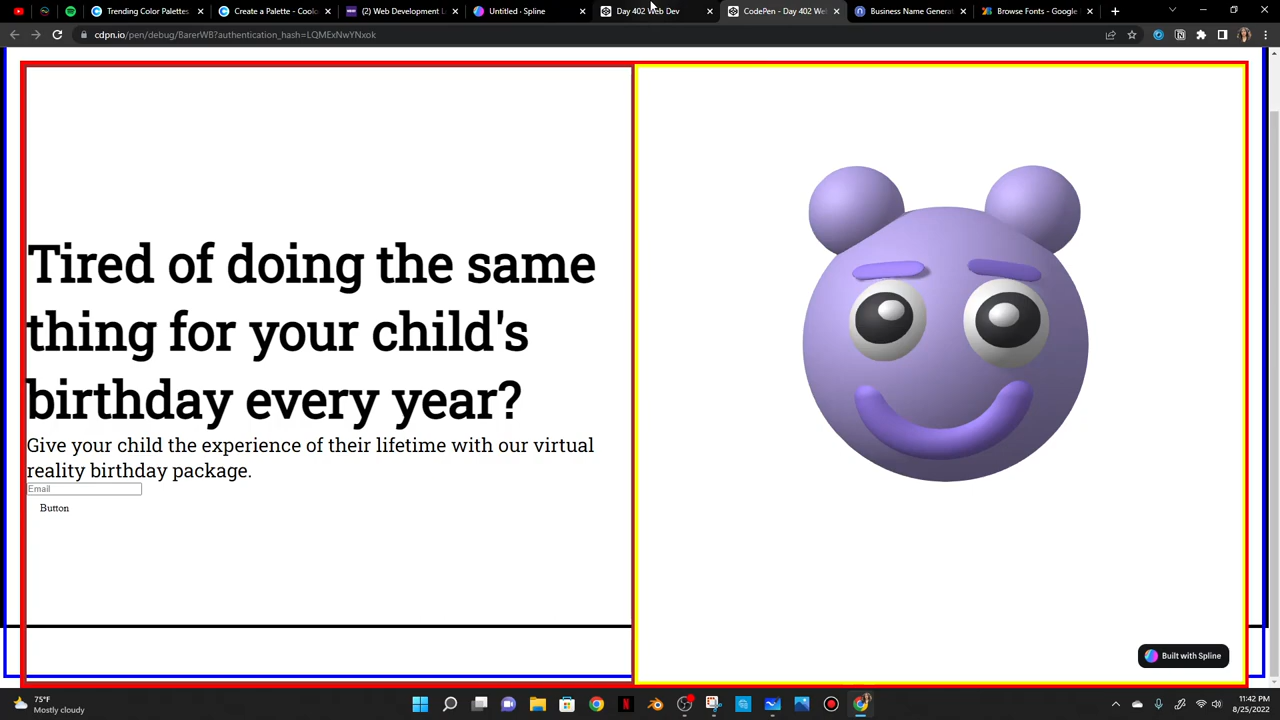 Trending Color Palettes
Create a Palette - Coolo
(2) Web Development L
Untitled - Spline
Day 402 Web Dev
CodePen - Day 402 We
Business Name Genera
Browse Fonts - Google
cdpn.io/pen/debug/BarerWB?authentication_hash=LQMExNwYNxok
Tired of doing the same
thing for your child's
birthday every year?
Give your child the experience of their lifetime with our virtual
reality birthday package.
Email
Button
Built with Spline
75°F
Mostly cloudy
11:42 PM
8/25/2022